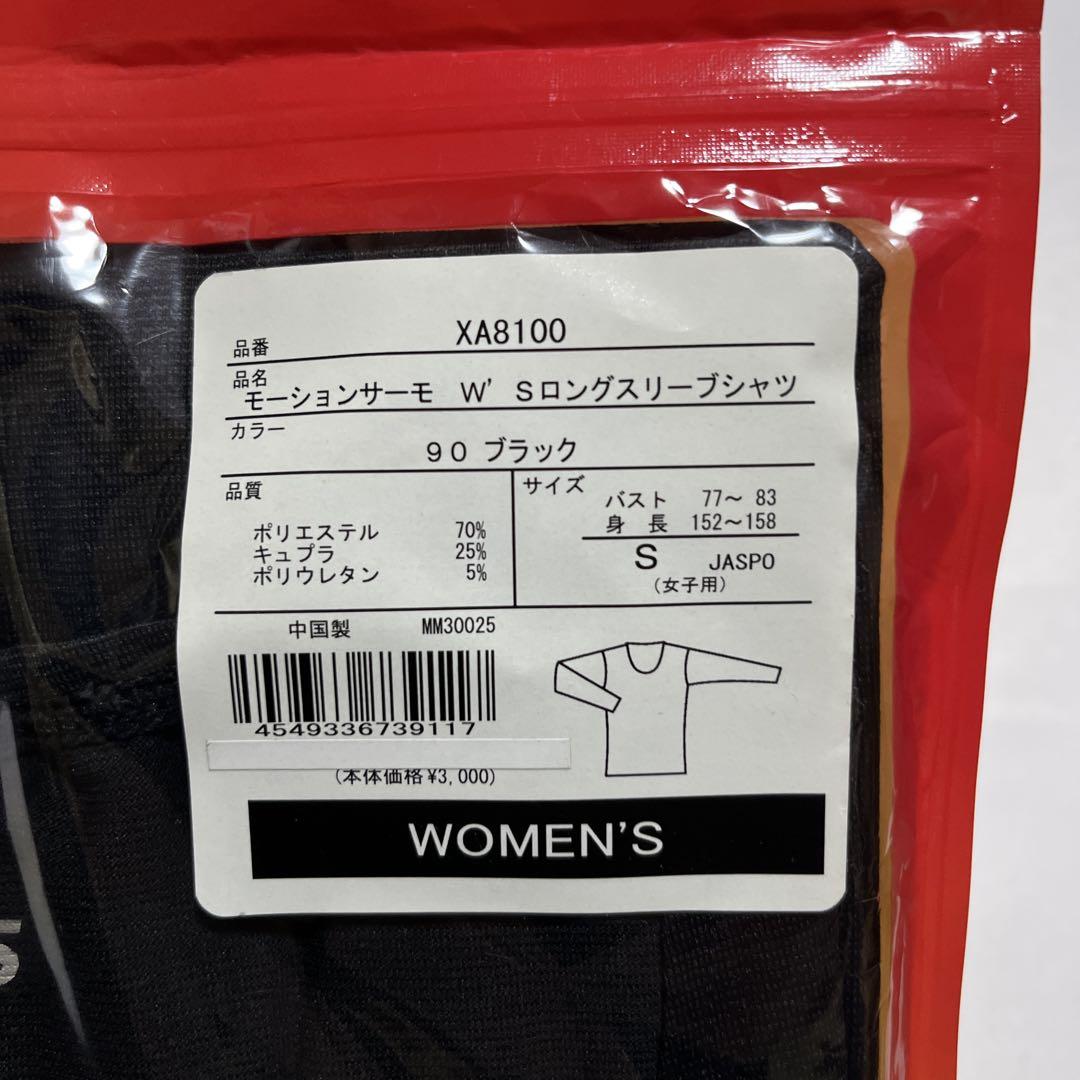 品番 XA8100
品名
モーションサーモ W' Sロングスリーブシャツ
カラー
90 ブラック
品質
ポリエステル 70%
キュプラ 25%
ポリウレタン 5%
サイズ
バスト 77～ 83
身 長 152～158
S JASPO
(女子用)
中国製 MM30025
4549336739117
(本体価格¥3,000)
WOMEN'S